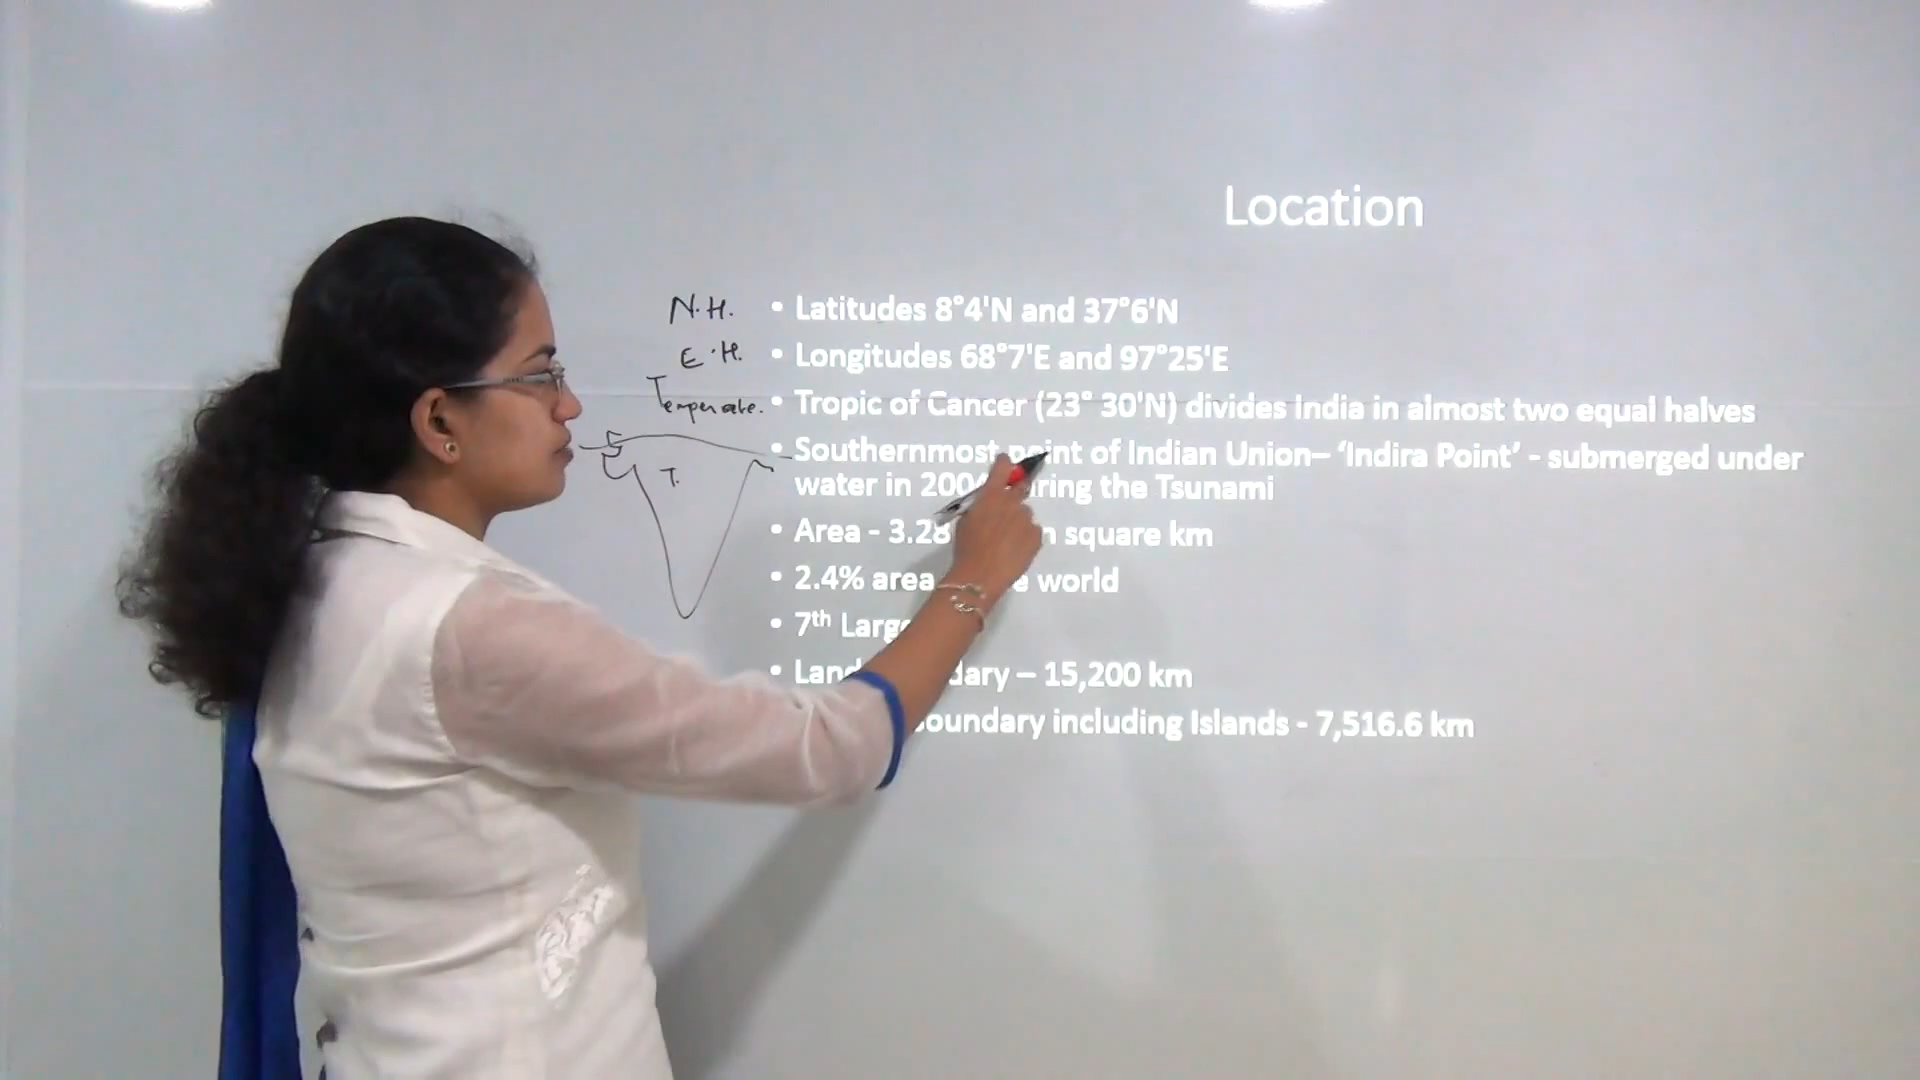 Location
N.H.
• Latitudes 8°4'N and 37°6'N
E.H.
• Longitudes 68°7'E and 97°25'E
Temperate.
• Tropic of Cancer (23° 30'N) divides India in almost two equal halves
• Southernmost point of Indian Union– ‘Indira Point’ - submerged under
water in 2004 the Tsunami
T.
• Area - 3.28 square km
• 2.4% area world
• 7th
• – 15,200 km
including Islands - 7,516.6 km